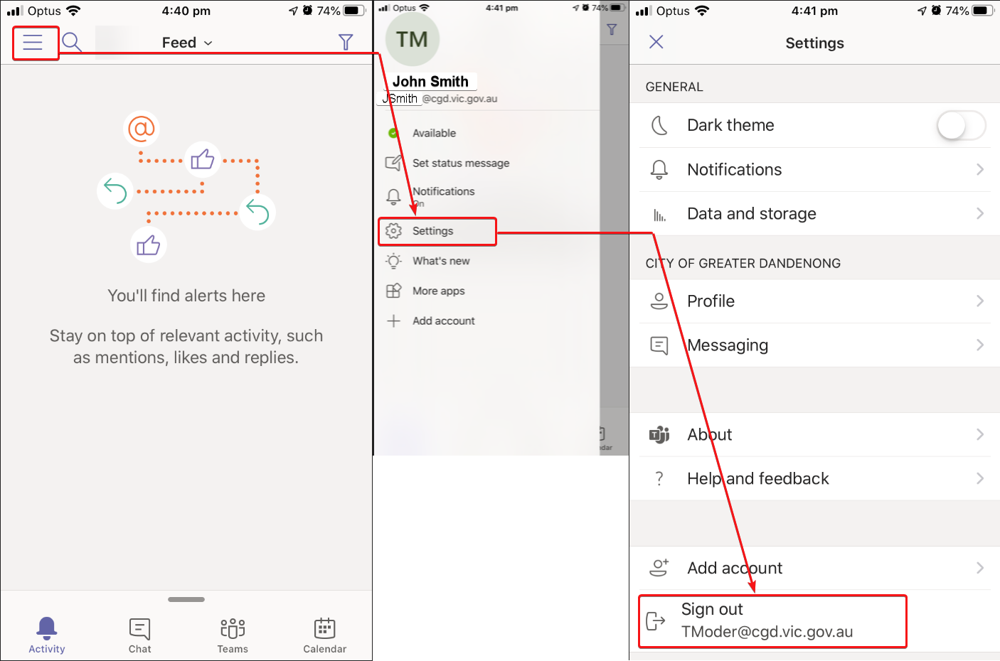 Optus 4:40 pm 74%
Feed
@
You'll find alerts here
Stay on top of relevant activity, such
as mentions, likes and replies.
Activity Chat Teams Calendar
Optus 4:41 pm 74%
TM
John Smith
JSmith @cgd.vic.gov.au
Available
Set status message
Notifications
On
Settings
What's new
More apps
Add account
ndar
Optus 4:41 pm 74%
Settings
GENERAL
Dark theme
Notifications
Data and storage
CITY OF GREATER DANDENONG
Profile
Messaging
About
? Help and feedback
Add account
Sign out
TModer@cgd.vic.gov.au